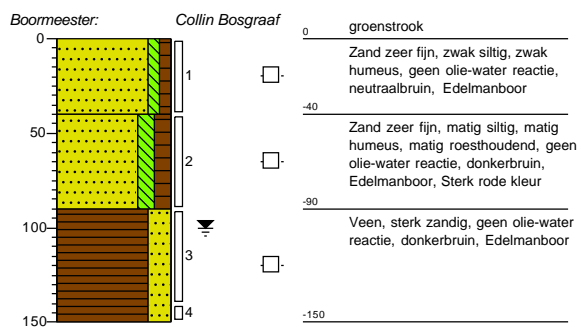 Boormeester: Collin Bosgraaf
0
50
100
150
1
2
3
4
0 groenstrook
Zand zeer fijn, zwak siltig, zwak
humeus, geen olie-water reactie,
neutraalbruin, Edelmanboor
-40
Zand zeer fijn, matig siltig, matig
humeus, matig roesthoudend, geen
olie-water reactie, donkerbruin,
Edelmanboor, Sterk rode kleur
-90
Veen, sterk zandig, geen olie-water
reactie, donkerbruin, Edelmanboor
-150